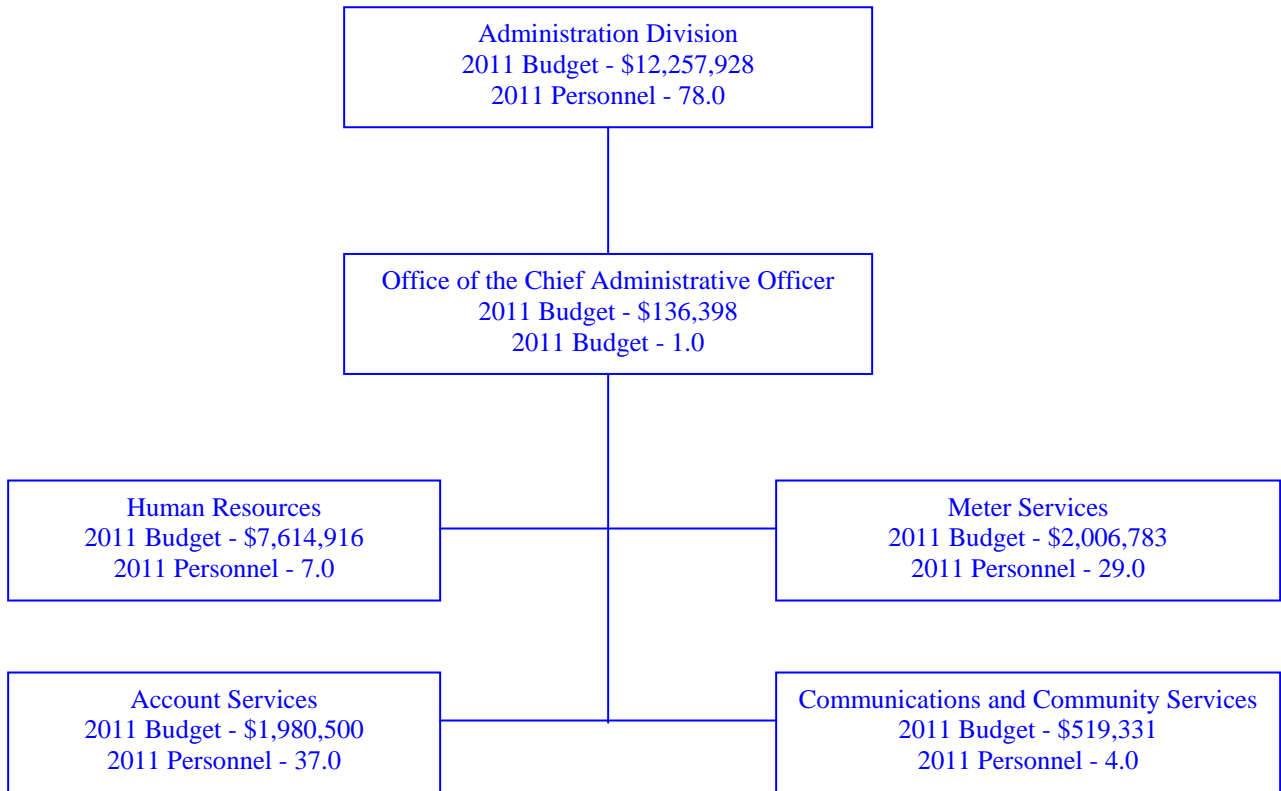 Administration Division
2011 Budget - $12,257,928
2011 Personnel - 78.0
Office of the Chief Administrative Officer
2011 Budget - $136,398
2011 Budget - 1.0
Human Resources
2011 Budget - $7,614,916
2011 Personnel - 7.0
Meter Services
2011 Budget - $2,006,783
2011 Personnel - 29.0
Account Services
2011 Budget - $1,980,500
2011 Personnel - 37.0
Communications and Community Services
2011 Budget - $519,331
2011 Personnel - 4.0